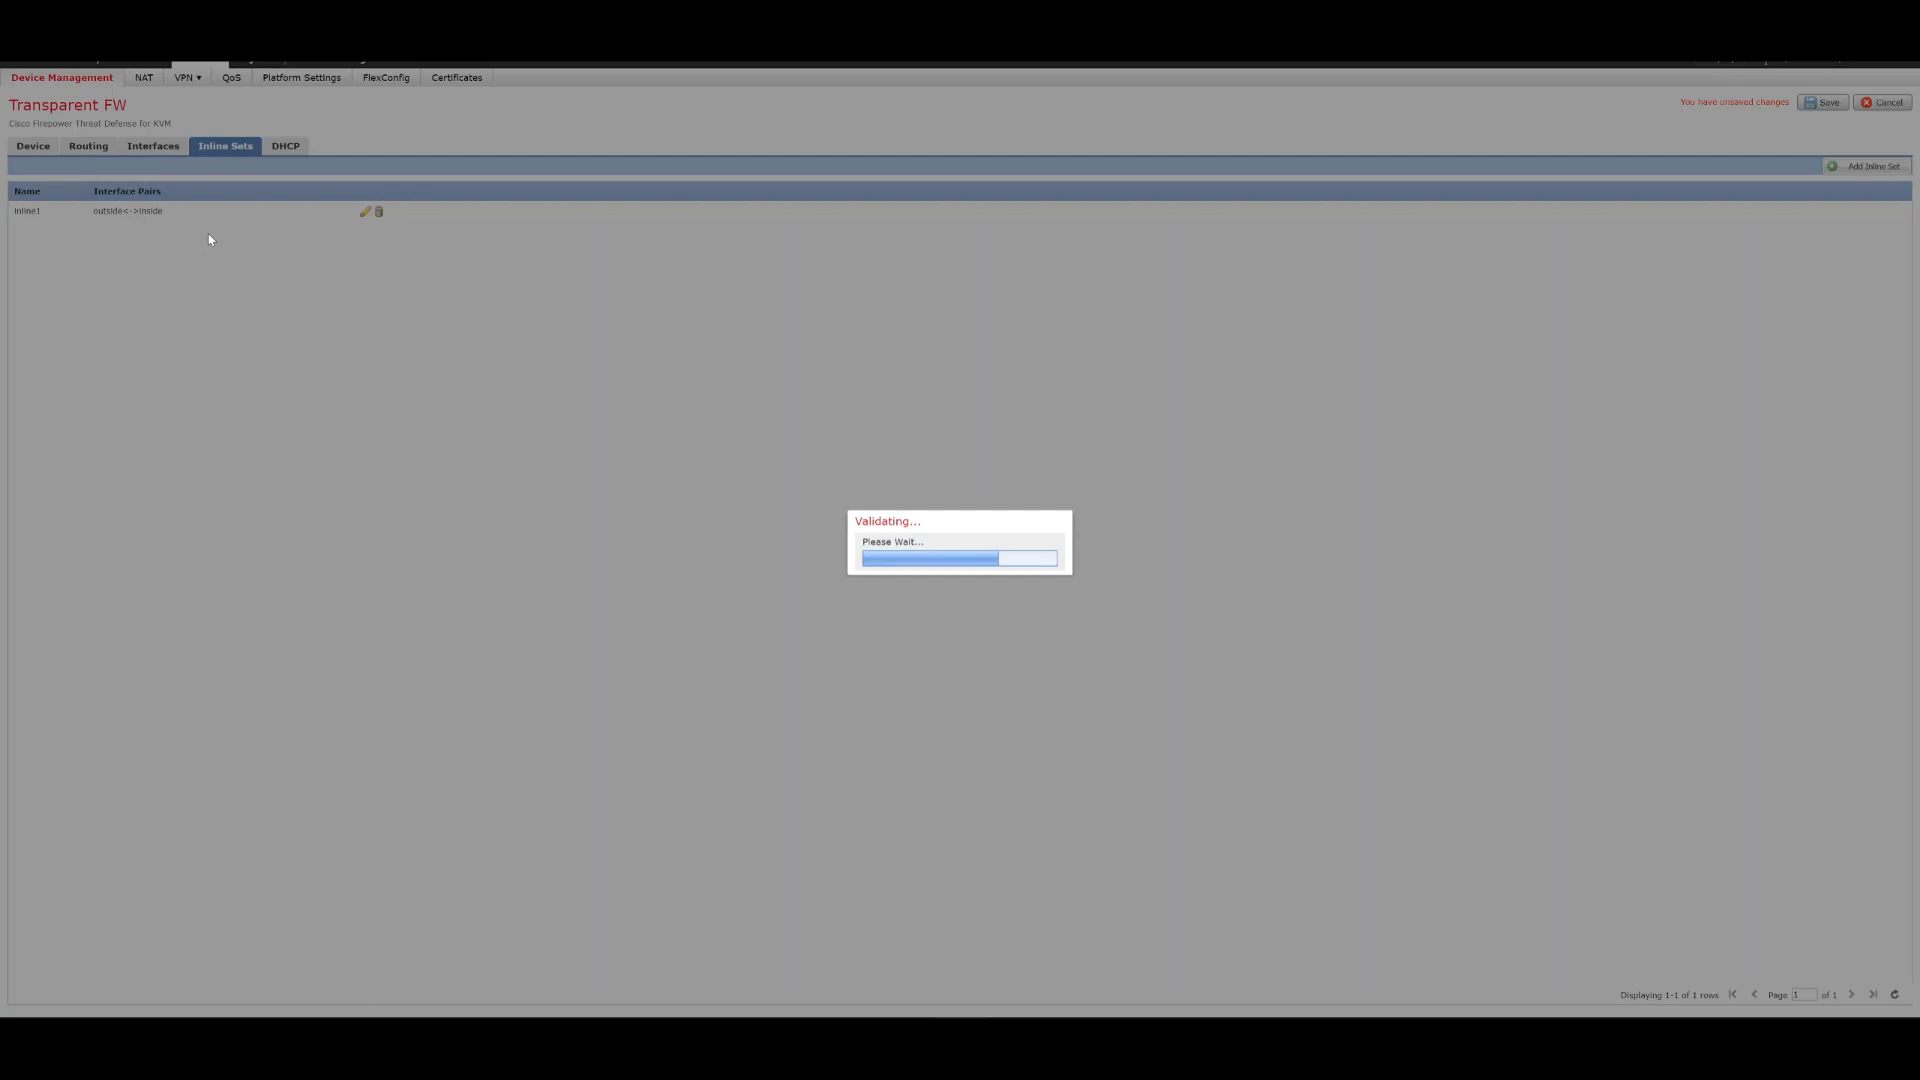 Device Management NAT VPN ▾ QoS Platform Settings FlexConfig Certificates
Transparent FW
You have unsaved changes Save Cancel
Cisco Firepower Threat Defense for KVM
Device Routing Interfaces Inline Sets DHCP
Add Inline Set
Name Interface Pairs
inline1 outside<->inside
Validating...
Please Wait...
Displaying 1-1 of 1 rows Page 1 of 1